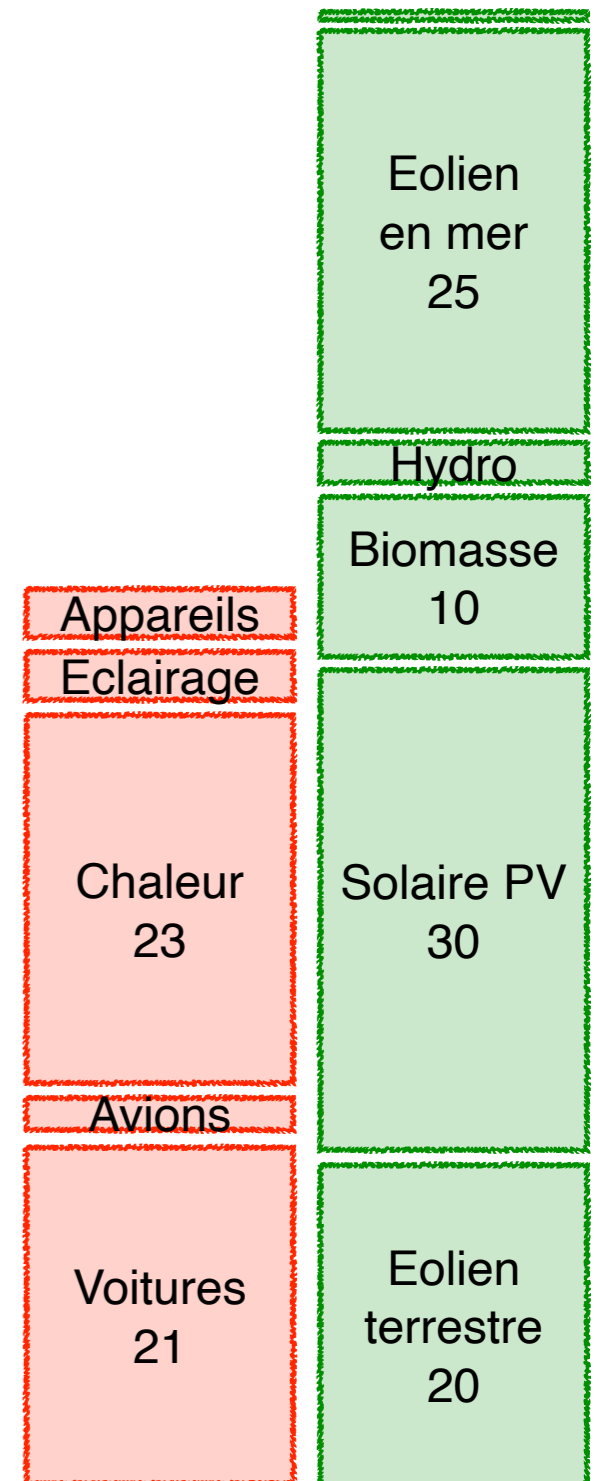 Eolien
en mer
25
Hydro
Biomasse
10
Appareils
Eclairage
Chaleur
23
Solaire PV
30
Avions
Voitures
21
Eolien
terrestre
20